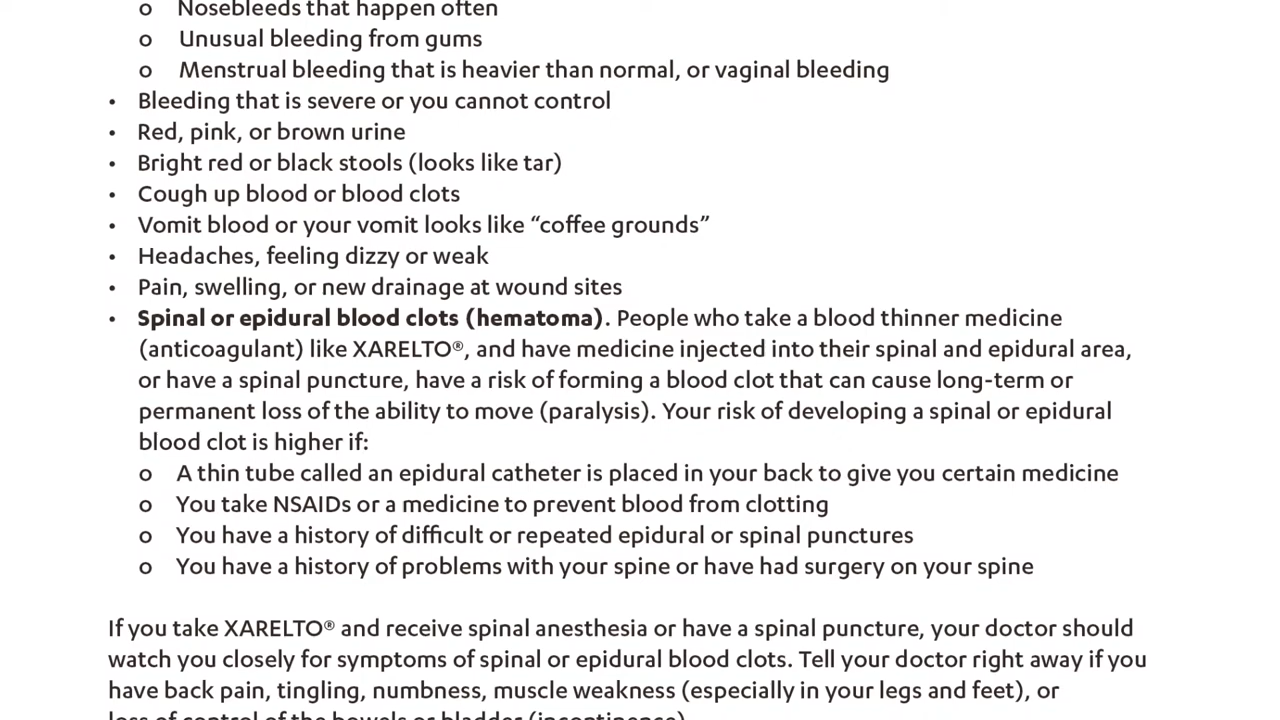 o Nosebleeds that happen often
o Unusual bleeding from gums
o Menstrual bleeding that is heavier than normal, or vaginal bleeding
• Bleeding that is severe or you cannot control
• Red, pink, or brown urine
• Bright red or black stools (looks like tar)
• Cough up blood or blood clots
• Vomit blood or your vomit looks like “coffee grounds”
• Headaches, feeling dizzy or weak
• Pain, swelling, or new drainage at wound sites
• Spinal or epidural blood clots (hematoma). People who take a blood thinner medicine
(anticoagulant) like XARELTO®, and have medicine injected into their spinal and epidural area,
or have a spinal puncture, have a risk of forming a blood clot that can cause long-term or
permanent loss of the ability to move (paralysis). Your risk of developing a spinal or epidural
blood clot is higher if:
o A thin tube called an epidural catheter is placed in your back to give you certain medicine
o You take NSAIDs or a medicine to prevent blood from clotting
o You have a history of difficult or repeated epidural or spinal punctures
o You have a history of problems with your spine or have had surgery on your spine
If you take XARELTO® and receive spinal anesthesia or have a spinal puncture, your doctor should
watch you closely for symptoms of spinal or epidural blood clots. Tell your doctor right away if you
have back pain, tingling, numbness, muscle weakness (especially in your legs and feet), or
loss of control of the bowels or bladder (incontinence).